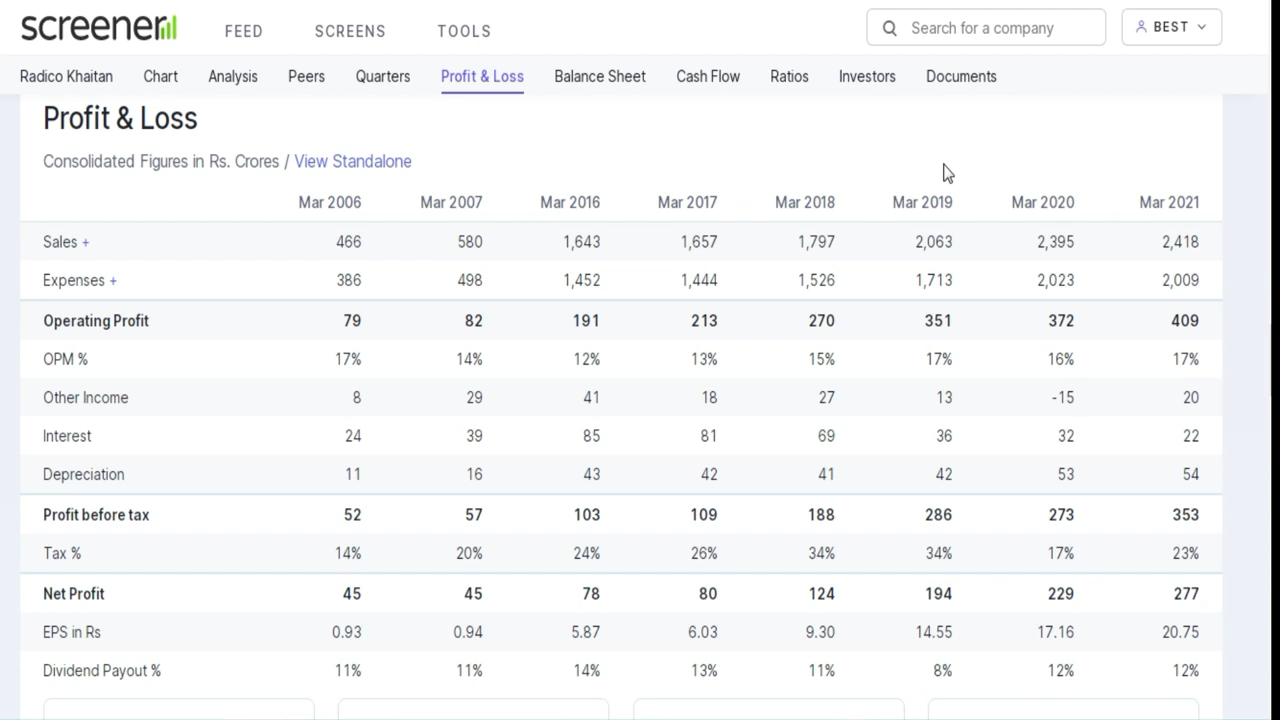 screener FEED SCREENS TOOLS Search for a company BEST
Radico Khaitan Chart Analysis Peers Quarters Profit & Loss Balance Sheet Cash Flow Ratios Investors Documents
Profit & Loss
Consolidated Figures in Rs. Crores / View Standalone
Mar 2006 Mar 2007 Mar 2016 Mar 2017 Mar 2018 Mar 2019 Mar 2020 Mar 2021
Sales + 466 580 1,643 1,657 1,797 2,063 2,395 2,418
Expenses + 386 498 1,452 1,444 1,526 1,713 2,023 2,009
Operating Profit 79 82 191 213 270 351 372 409
OPM % 17% 14% 12% 13% 15% 17% 16% 17%
Other Income 8 29 41 18 27 13 -15 20
Interest 24 39 85 81 69 36 32 22
Depreciation 11 16 43 42 41 42 53 54
Profit before tax 52 57 103 109 188 286 273 353
Tax % 14% 20% 24% 26% 34% 34% 17% 23%
Net Profit 45 45 78 80 124 194 229 277
EPS in Rs 0.93 0.94 5.87 6.03 9.30 14.55 17.16 20.75
Dividend Payout % 11% 11% 14% 13% 11% 8% 12% 12%